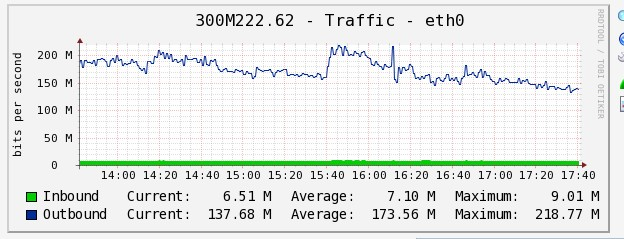 300M222.62 - Traffic - eth0
RRDTOOL / TOBI OETIKER
bits per second
200 M
150 M
100 M
50 M
0
14:00 14:20 14:40 15:00 15:20 15:40 16:00 16:20 16:40 17:00 17:20 17:40
Inbound Current: 6.51 M Average: 7.10 M Maximum: 9.01 M
Outbound Current: 137.68 M Average: 173.56 M Maximum: 218.77 M